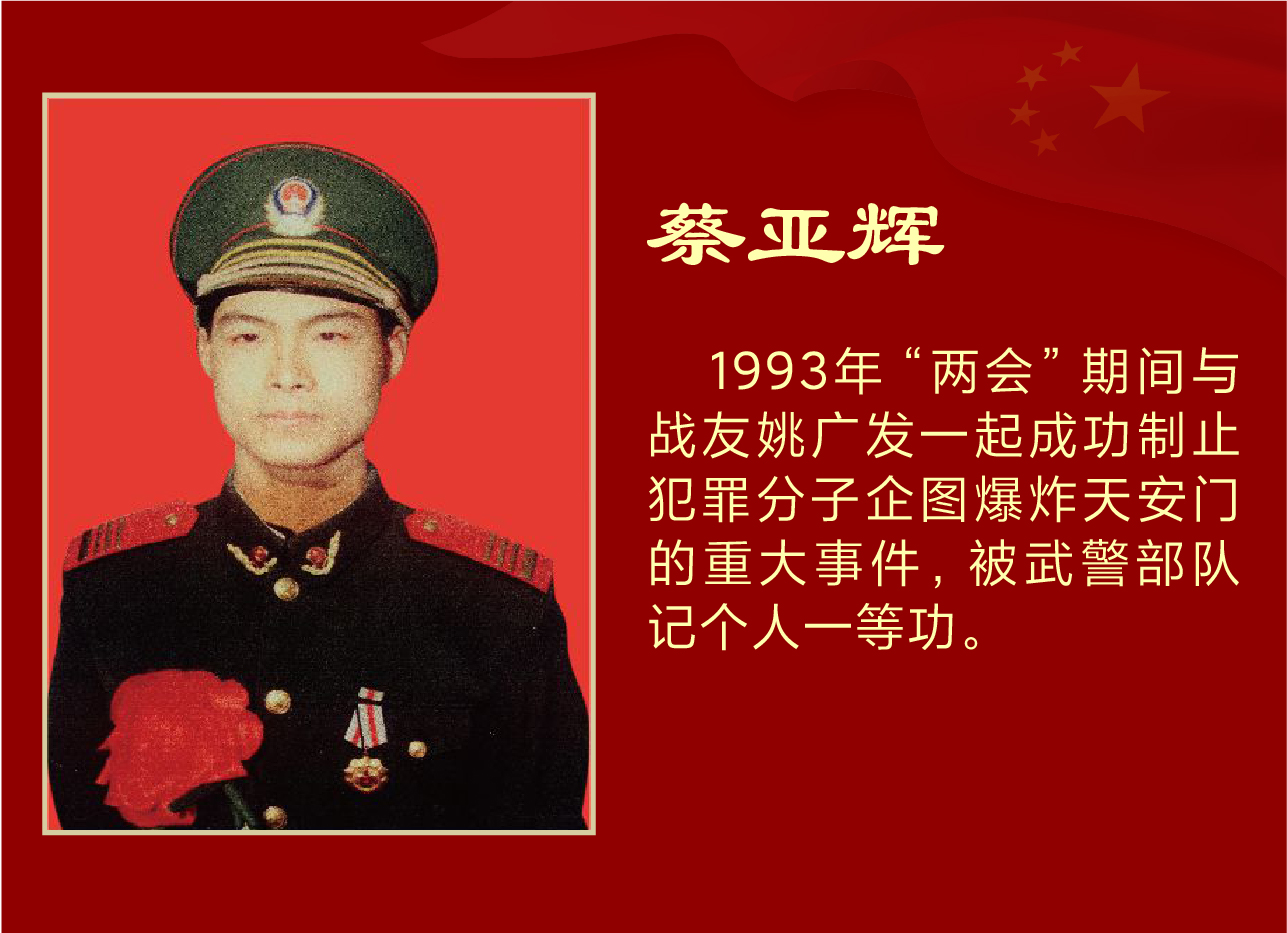 蔡亚辉
1993年“两会”期间与
战友姚广发一起成功制止
犯罪分子企图爆炸天安门
的重大事件，被武警部队
记个人一等功。